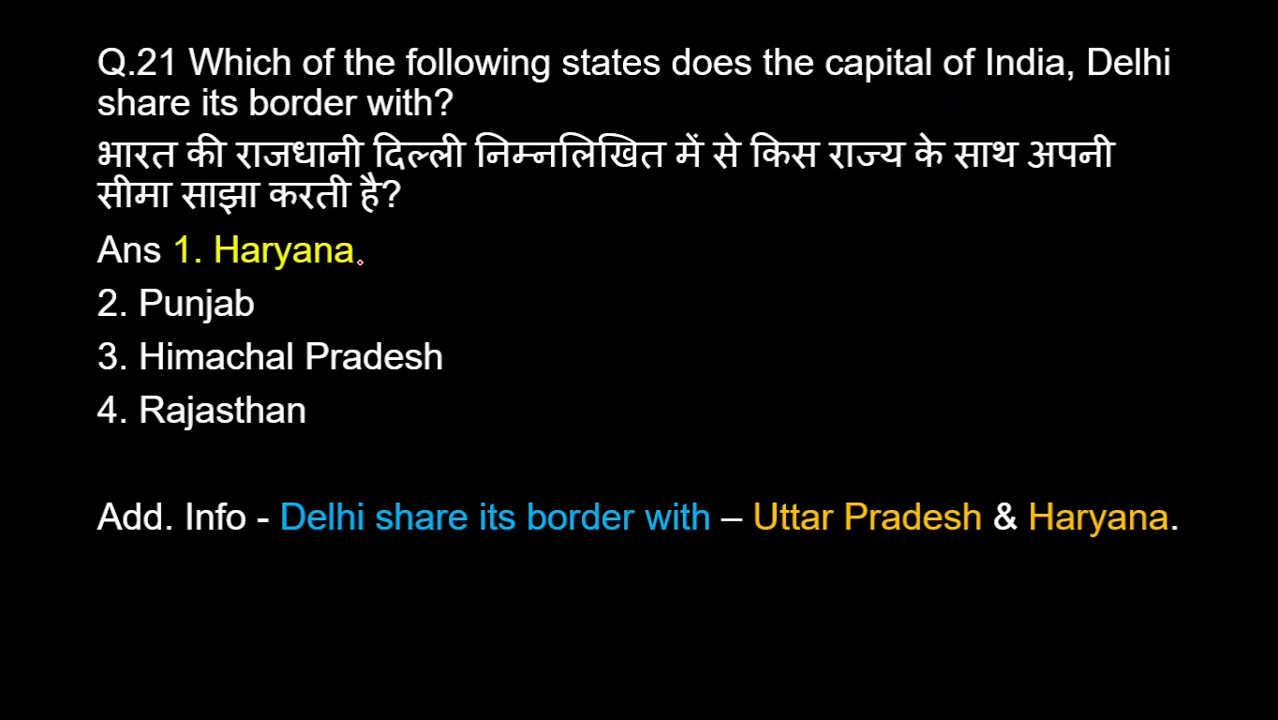 Q.21 Which of the following states does the capital of India, Delhi
share its border with?
भारत की राजधानी दिल्ली निम्नलिखित में से किस राज्य के साथ अपनी
सीमा साझा करती है?
Ans 1. Haryana.
2. Punjab
3. Himachal Pradesh
4. Rajasthan
Add. Info - Delhi share its border with – Uttar Pradesh & Haryana.